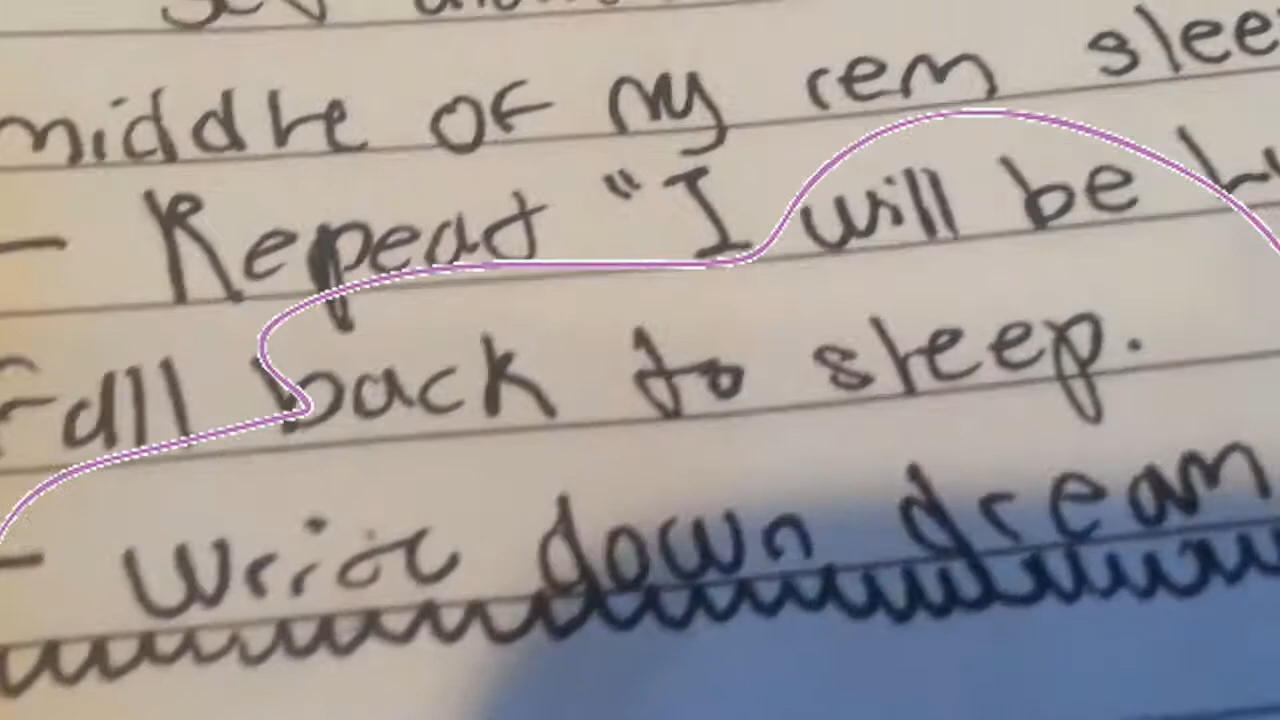 middle of my rem slee
- Repeat "I will be
fall back to sleep.
- Write down dream